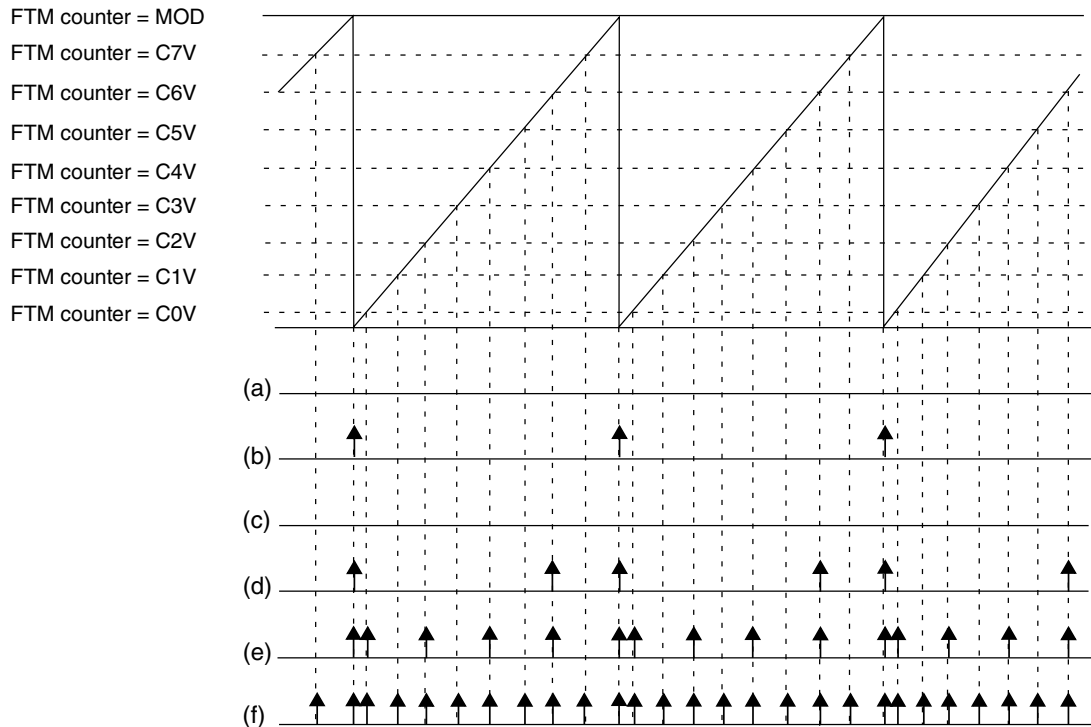 FTM counter = MOD
FTM counter = C7V
FTM counter = C6V
FTM counter = C5V
FTM counter = C4V
FTM counter = C3V
FTM counter = C2V
FTM counter = C1V
FTM counter = C0V
(a)
(b)
(c)
(d)
(e)
(f)